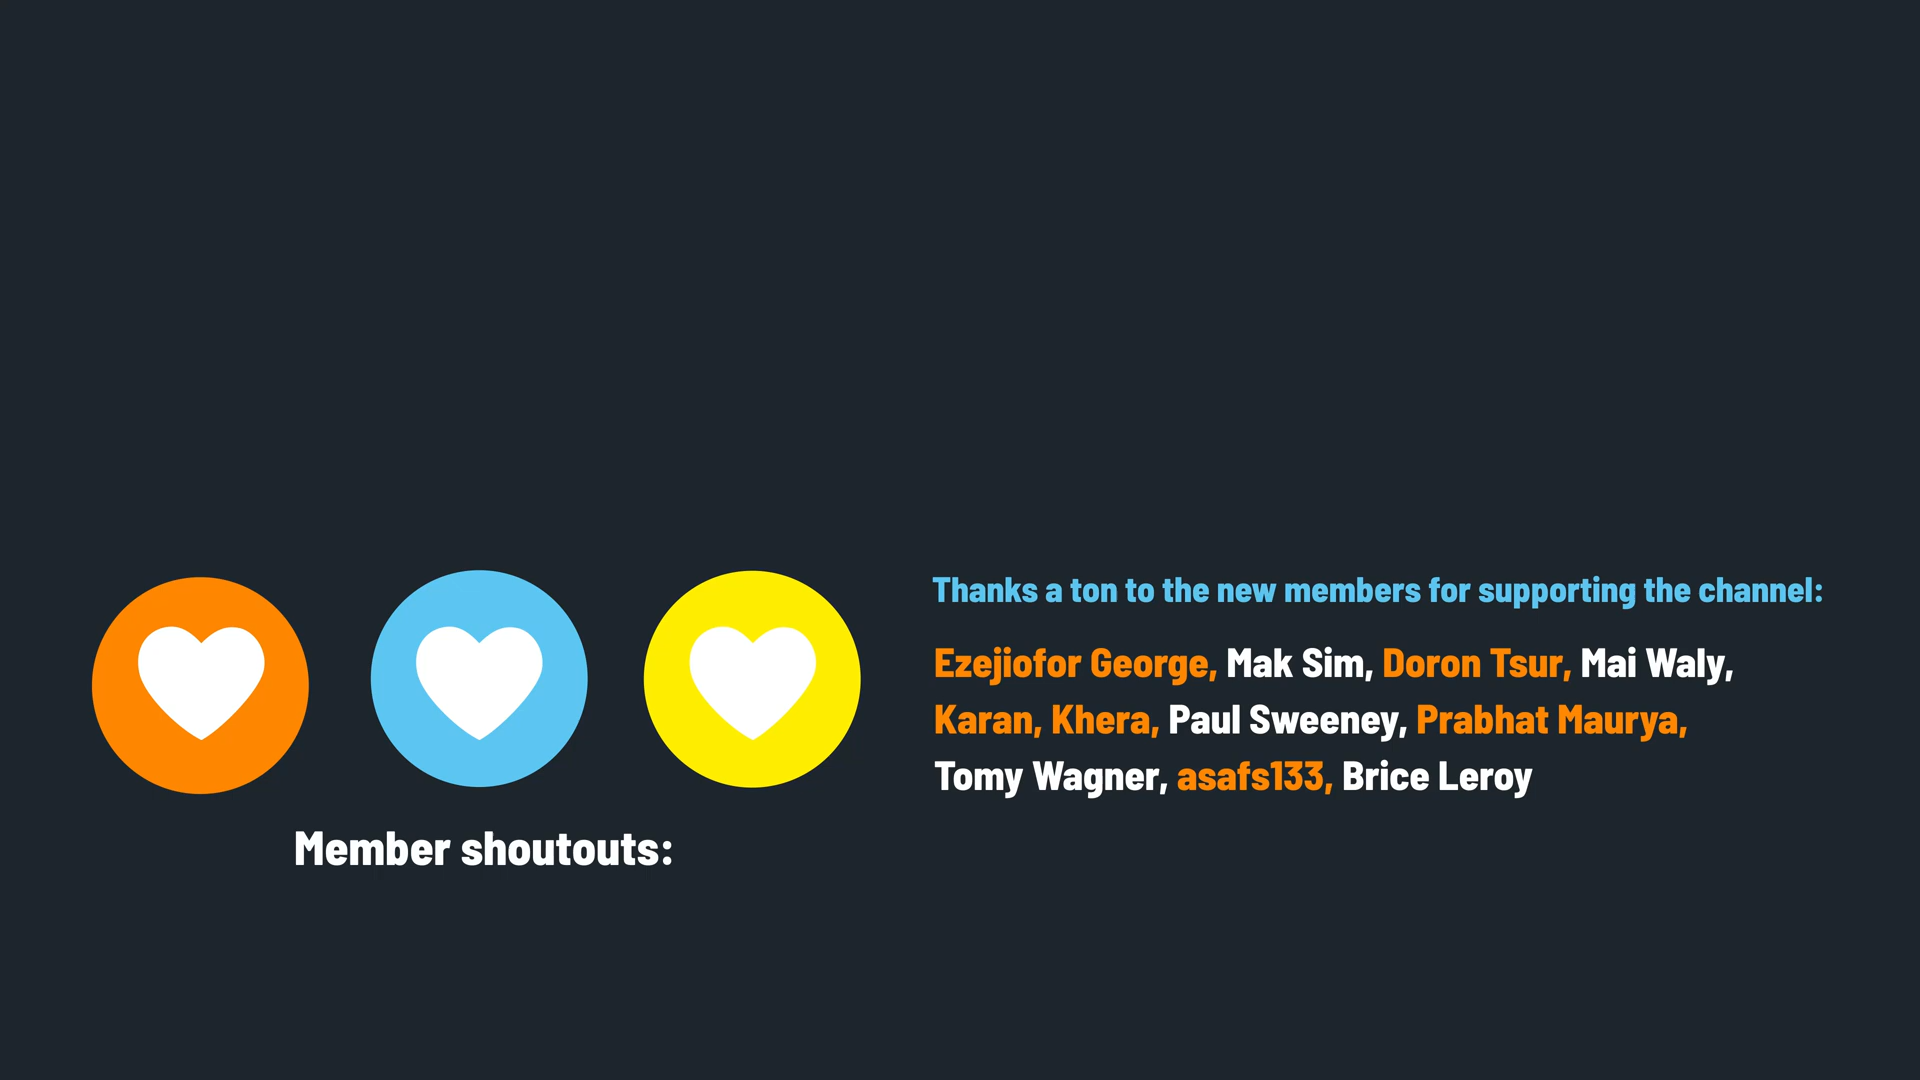 Thanks a ton to the new members for supporting the channel:
Ezejiofor George, Mak Sim, Doron Tsur, Mai Waly,
Karan, Khera, Paul Sweeney, Prabhat Maurya,
Tomy Wagner, asafs133, Brice Leroy
Member shoutouts: